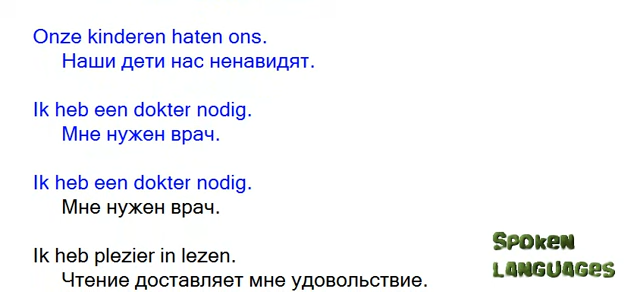 Onze kinderen haten ons.
Наши дети нас ненавидят.
Ik heb een dokter nodig.
Мне нужен врач.
Ik heb een dokter nodig.
Мне нужен врач.
Ik heb plezier in lezen.
Чтение доставляет мне удовольствие.
Spoken
Languages